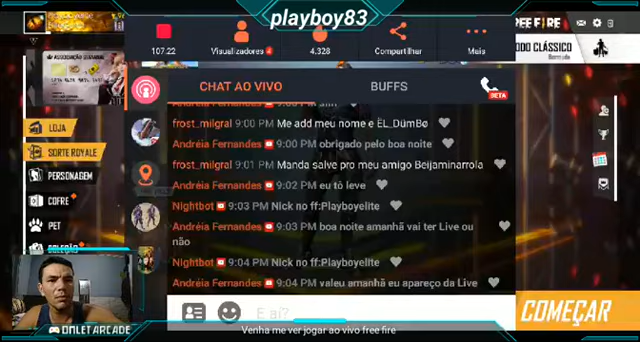 playboy83
FREE FIRE
107:22
Visualizadores 4
4.328
Compartilhar
Mais
MODO CLÁSSICO
CHAT AO VIVO
BUFFS
BETA
frost_milgral 9:00 PM Me add meu nome e EL_DümBø
Andréia Fernandes 9:00 PM obrigado pelo boa noite
frost_milgral 9:01 PM Manda salve pro meu amigo Beijaminarrola
Andréia Fernandes 9:02 PM eu tô leve
Nightbot 9:03 PM Nick no ff:Playboyelite
Andréia Fernandes 9:03 PM boa noite amanhã vai ter Live ou
não
Nightbot 9:04 PM Nick no ff:Playboyelite
Andréia Fernandes 9:04 PM valeu amanhã eu apareço da Live
LOJA
SORTE ROYALE
PERSONAGEM
COFRE
PET
COLEÇÃO
E aí?
COMEÇAR
OMLET ARCADE
Venha me ver jogar ao vivo free fire